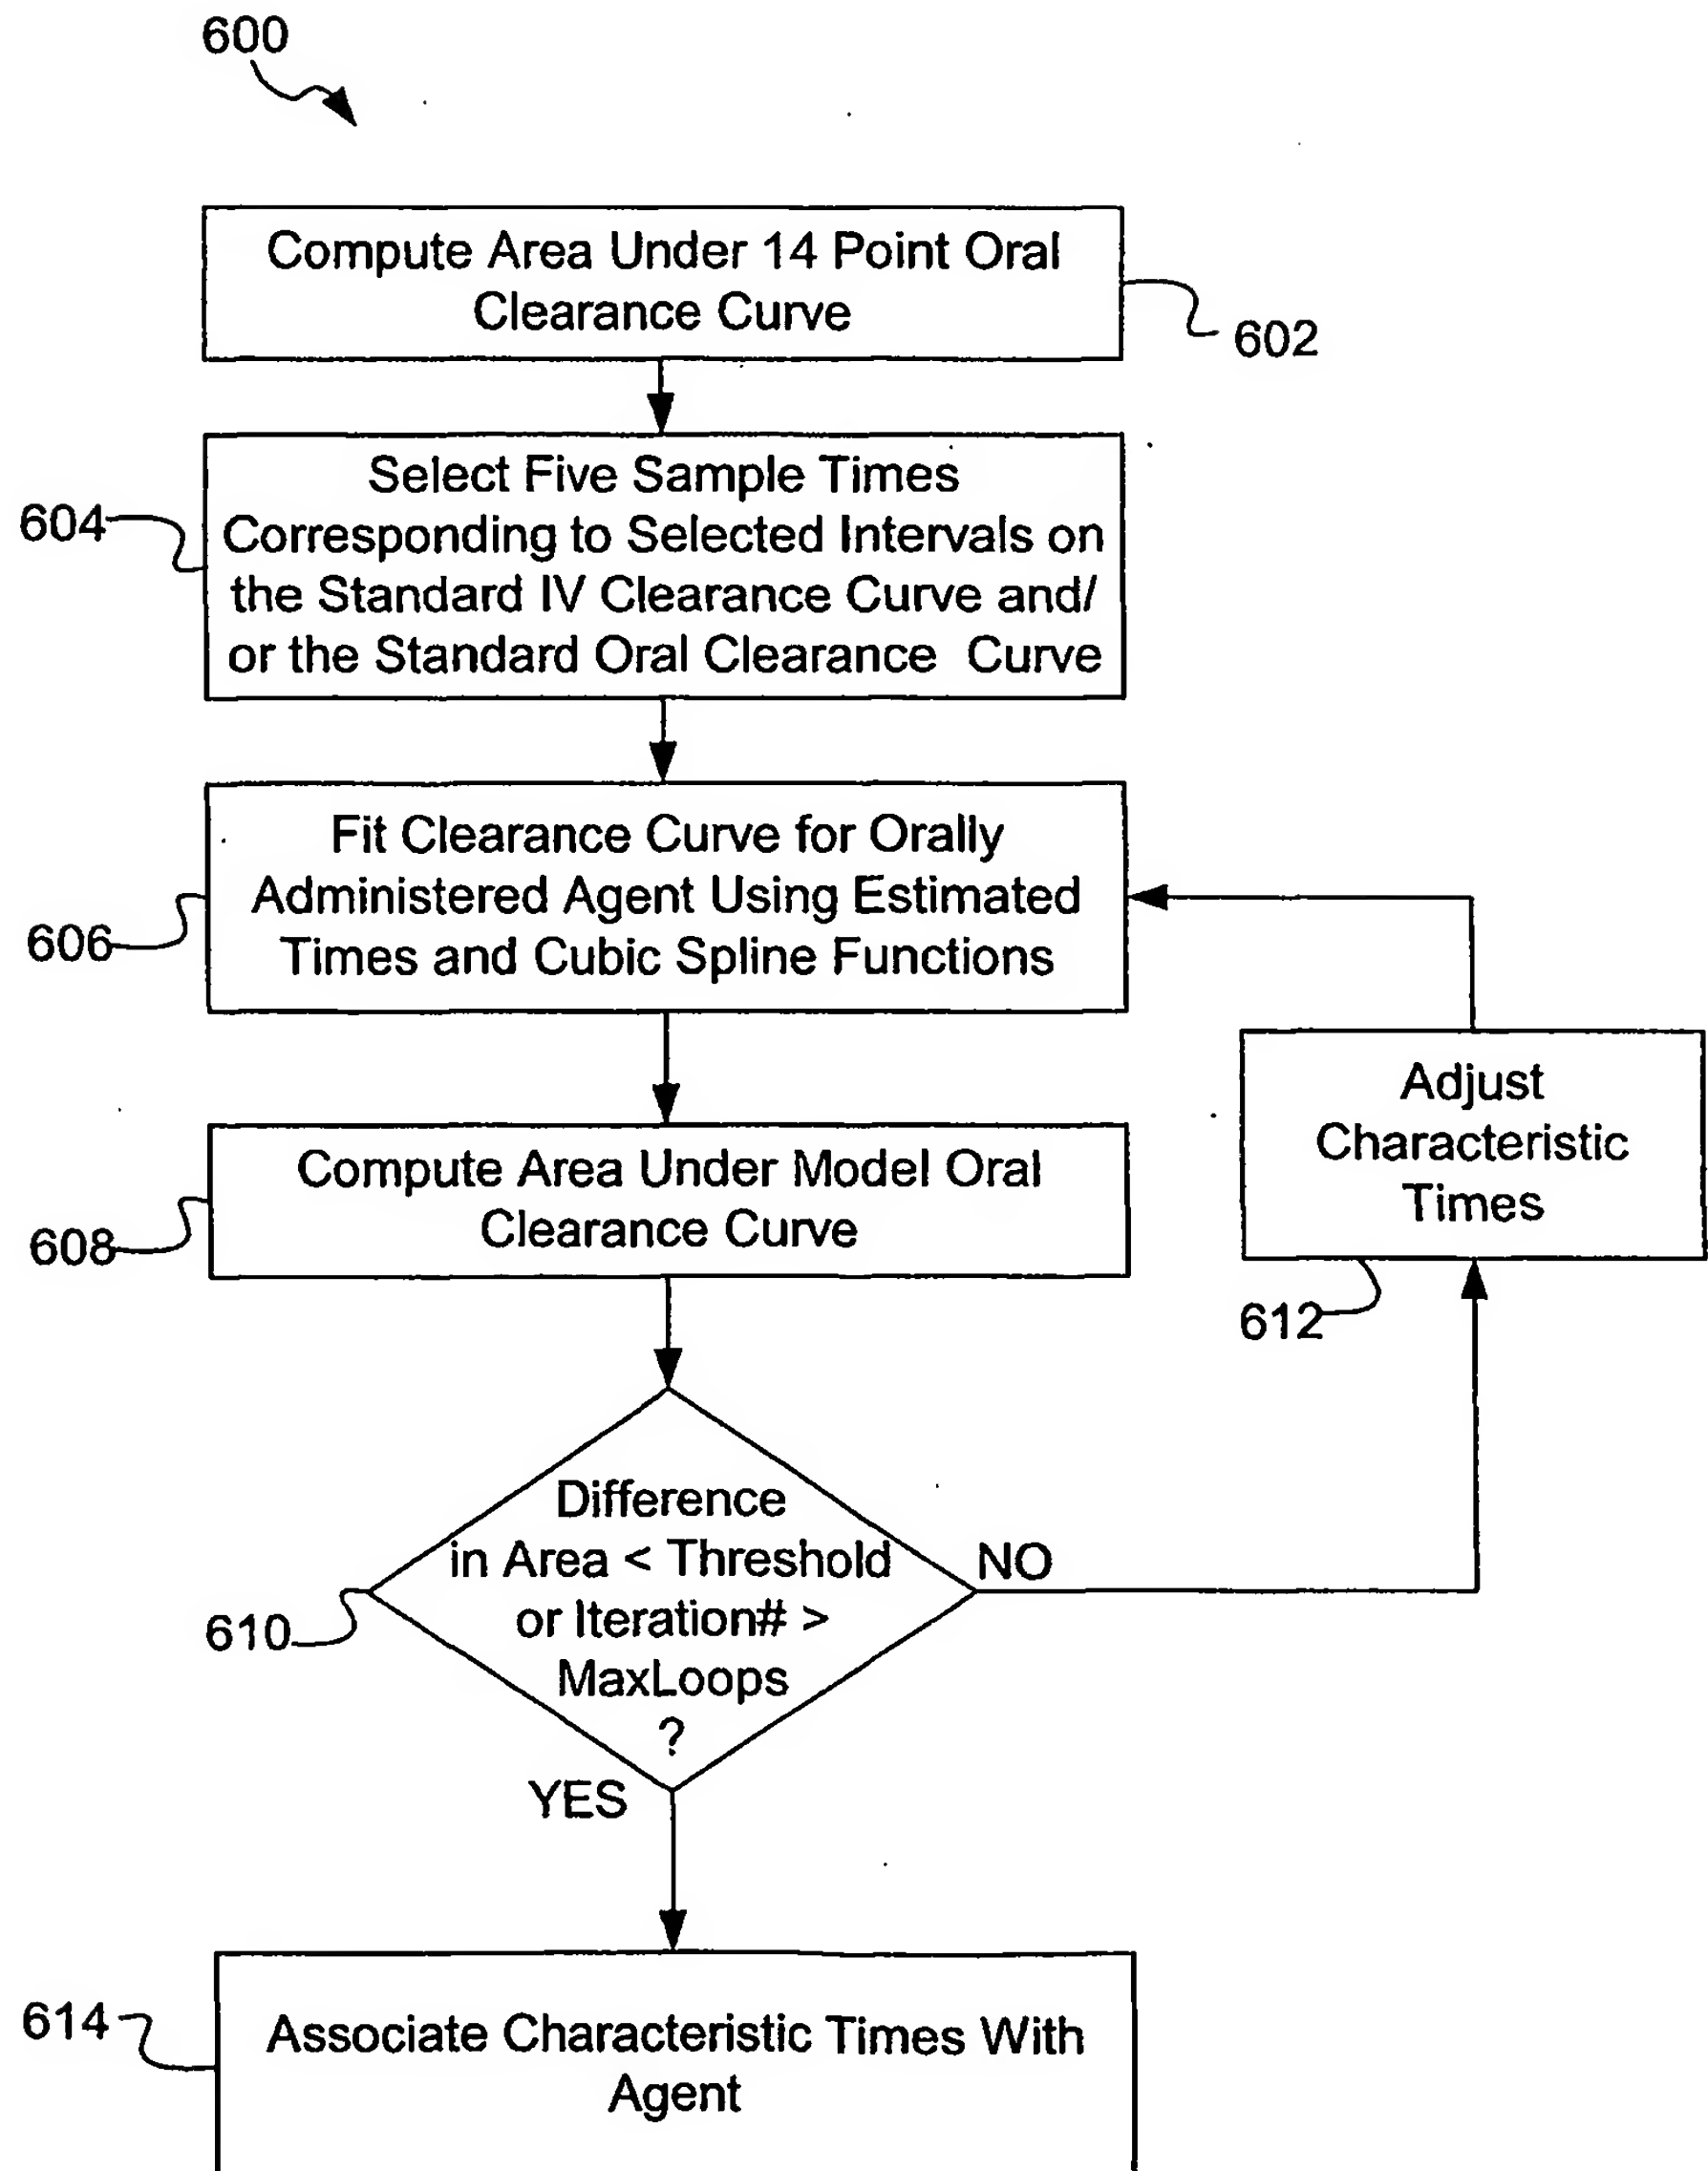 600
Compute Area Under 14 Point Oral
Clearance Curve
602
Select Five Sample Times
Corresponding to Selected Intervals on
the Standard IV Clearance Curve and/
or the Standard Oral Clearance Curve
604
Fit Clearance Curve for Orally
Administered Agent Using Estimated
Times and Cubic Spline Functions
606
Adjust
Characteristic
Times
612
Compute Area Under Model Oral
Clearance Curve
608
Difference
in Area < Threshold
or Iteration# >
MaxLoops
?
610
NO
YES
Associate Characteristic Times With
Agent
614